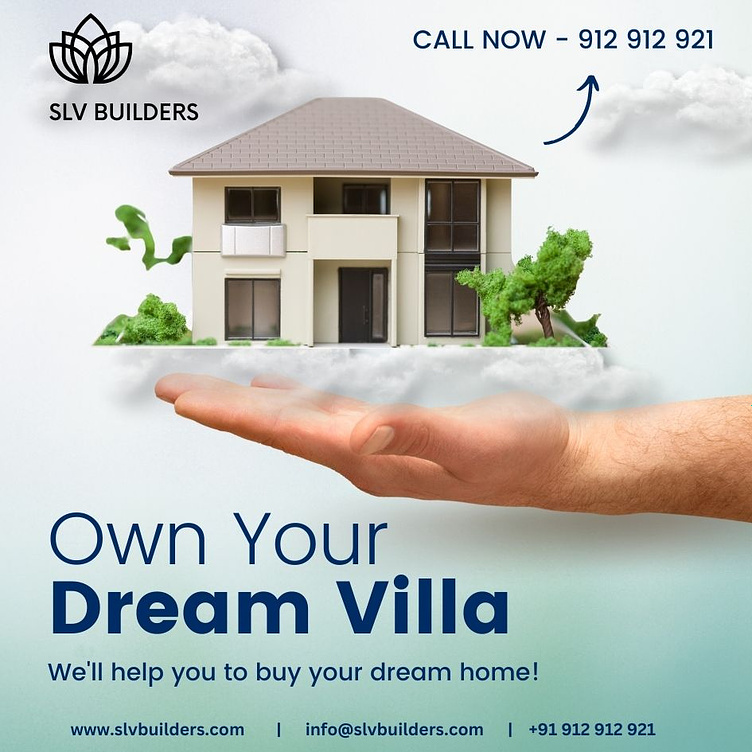 SLV BUILDERS
CALL NOW - 912 912 921
Own Your
Dream Villa
We'll help you to buy your dream home!
www.slvbuilders.com | info@slvbuilders.com | +91 912 912 921